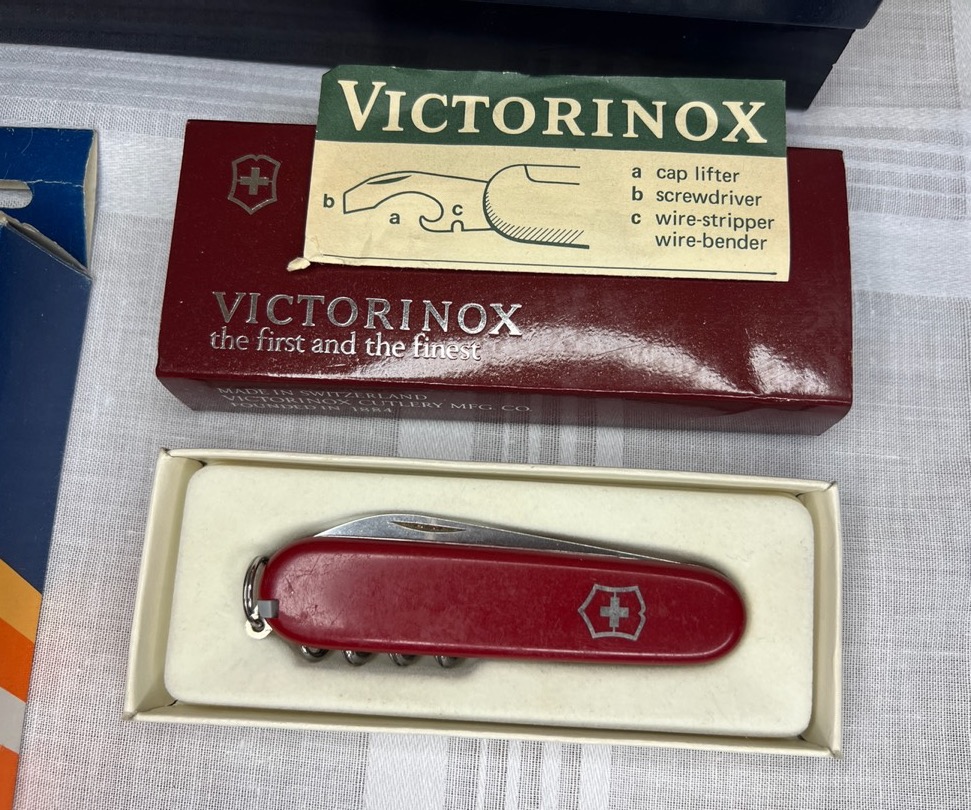 VICTORINOX
a cap lifter
b screwdriver
c wire-stripper
wire-bender
b
a
c
VICTORINOX
the first and the finest
MADE IN SWITZERLAND
VICTORINOX CUTLERY MFG. CO.
FOUNDED IN 1884